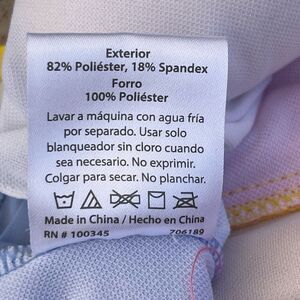 Exterior
82% Poliéster, 18% Spandex
Forro
100% Poliéster
Lavar a máquina con agua fría
por separado. Usar solo
blanqueador sin cloro cuando
sea necesario. No exprimir.
Colgar para secar. No planchar.
Made in China / Hecho en China
RN # 100345 706189